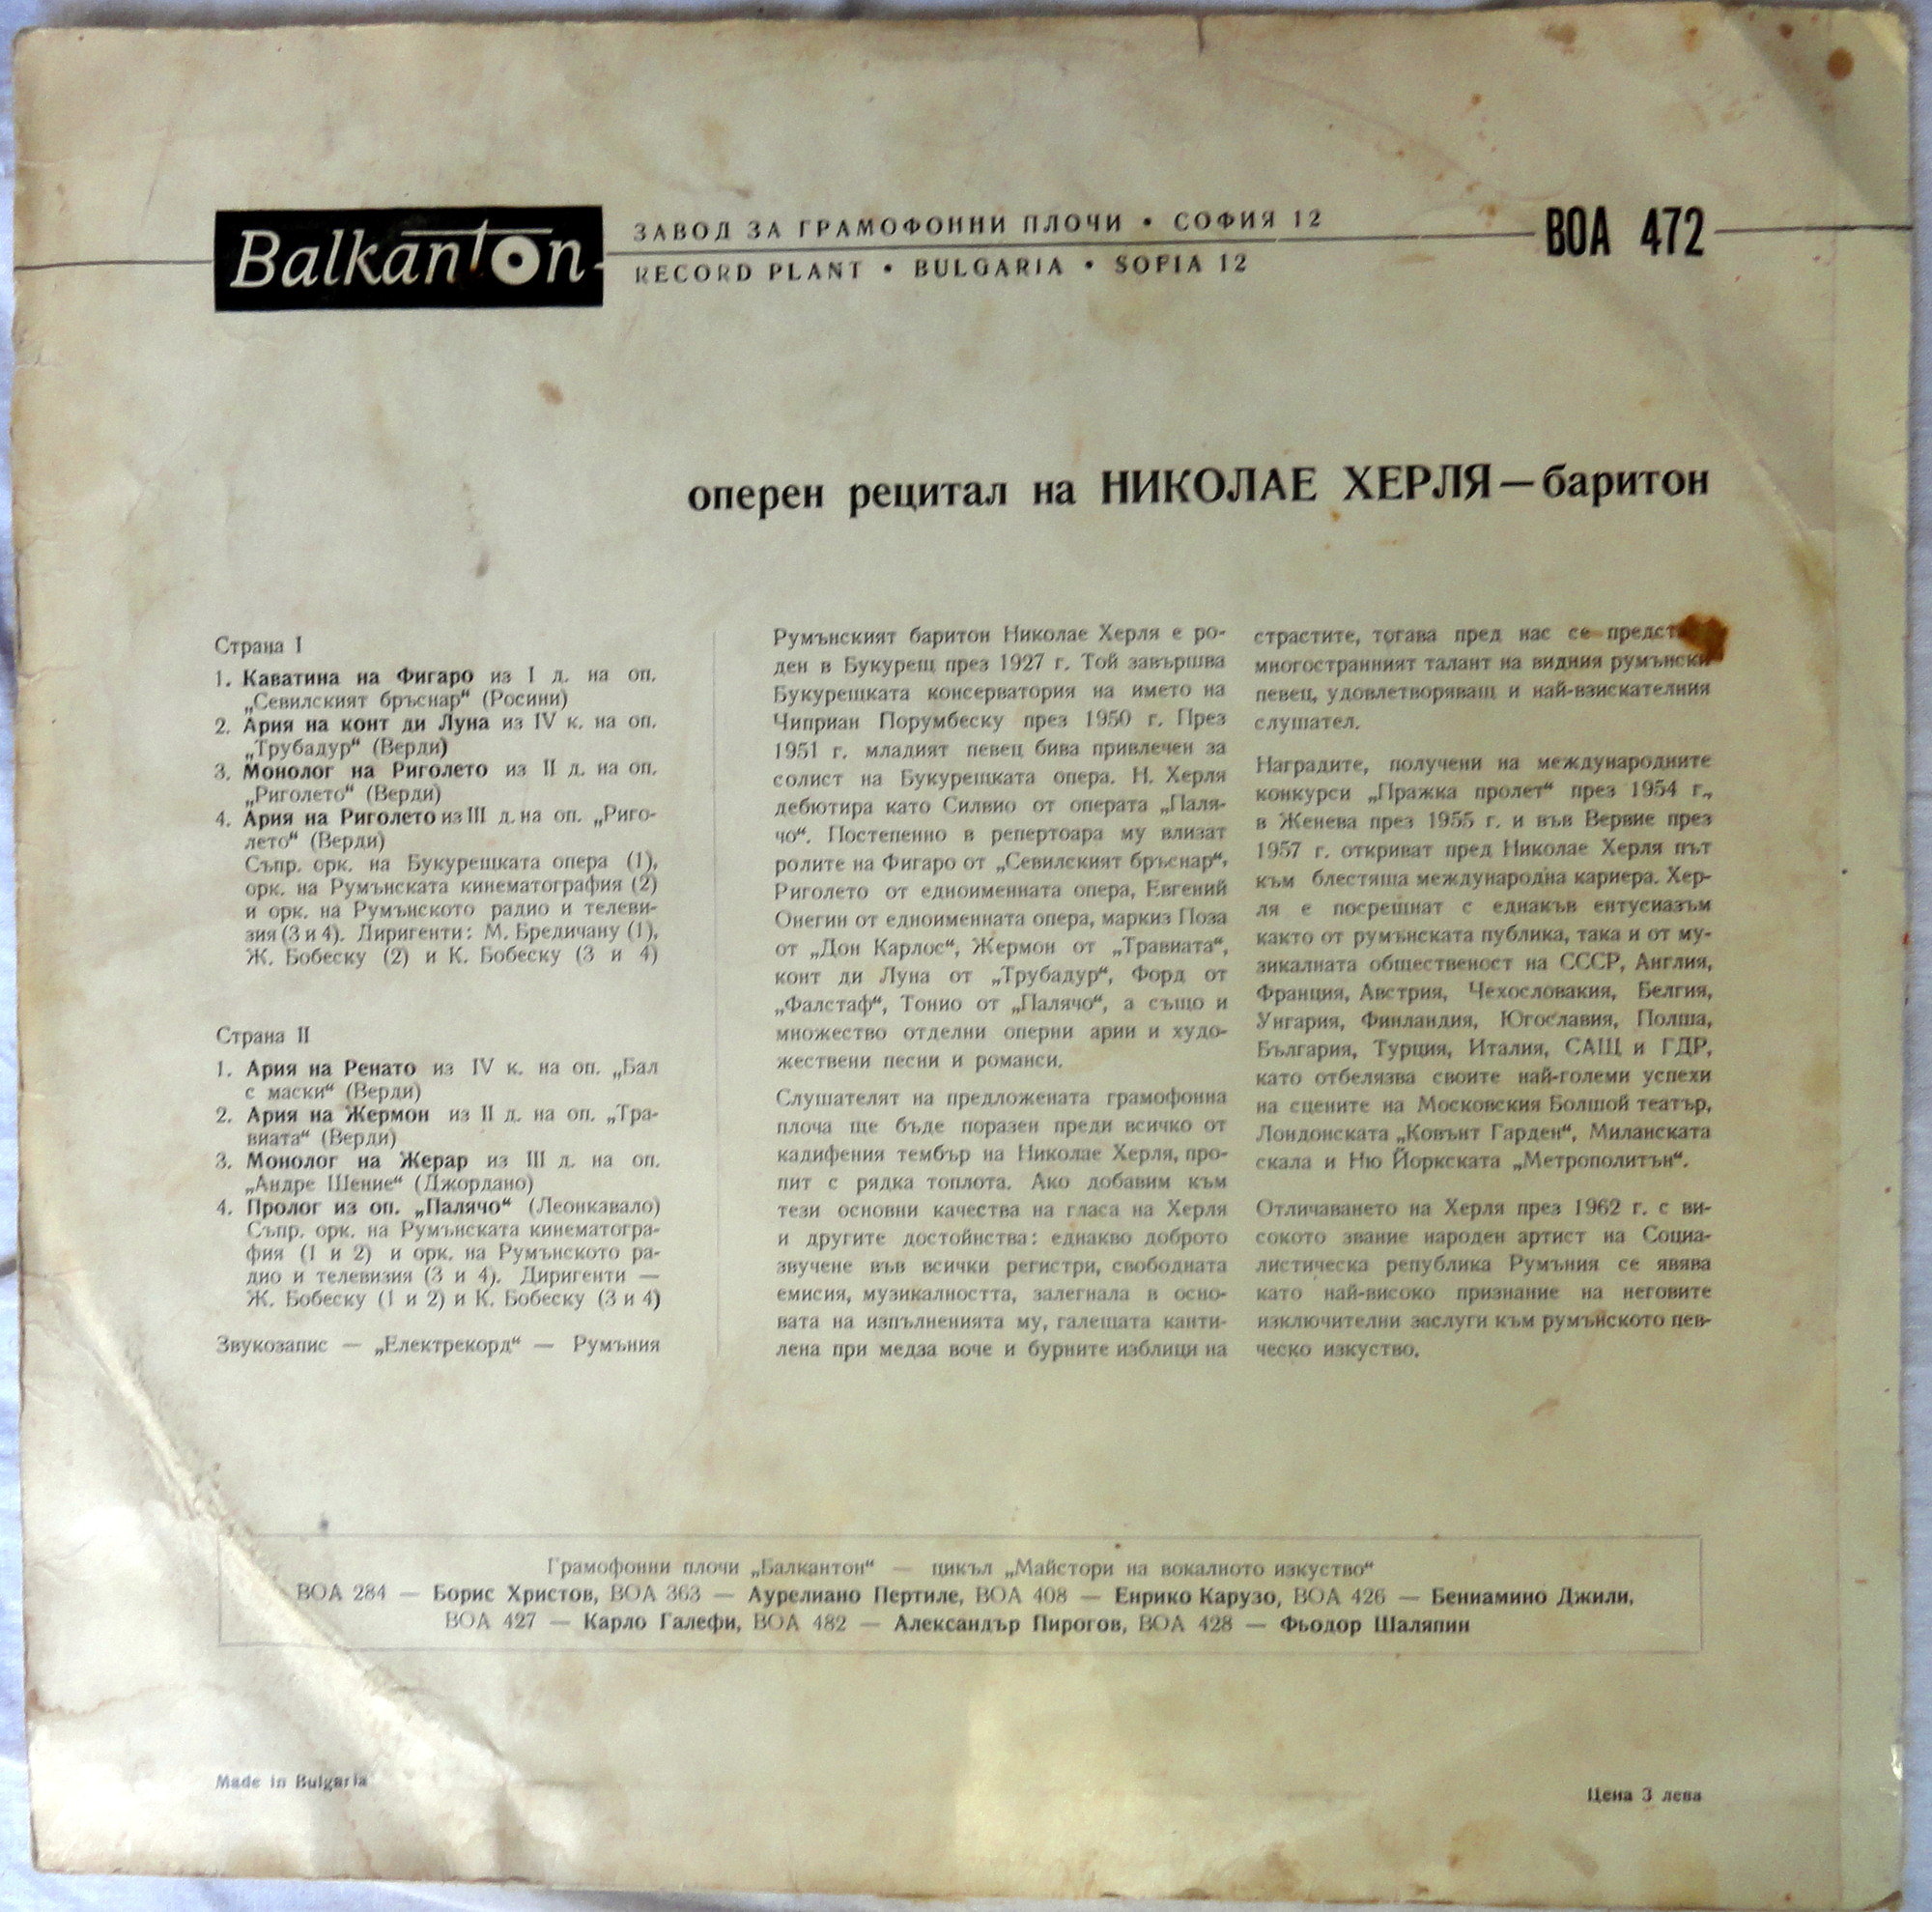 Balkanton
ЗАВОД ЗА ГРАМОФОННИ ПЛОЧИ • СОФИЯ 12
RECORD PLANT • BULGARIA • SOFIA 12
ВОА 472
оперен рецитал на НИКОЛАЕ ХЕРЛЯ — баритон
Страна I
1. Каватина на Фигаро из I д. на оп.
„Севилският бръснар“ (Росини)
2. Ария на конт ди Луна из IV к. на оп.
„Трубадур“ (Верди)
3. Монолог на Риголето из II д. на оп.
„Риголето“ (Верди)
4. Ария на Риголето из III д. на оп. „Риго-
лето“ (Верди)
Съпр. орк. на Букурешката опера (1),
орк. на Румънската кинематография (2)
и орк. на Румънското радио и телеви-
зия (3 и 4). Диригенти: М. Бредичану (1),
Ж. Бобеску (2) и К. Бобеску (3 и 4)
Страна II
1. Ария на Ренато из IV к. на оп. „Бал
с маски“ (Верди)
2. Ария на Жермон из II д. на оп. „Тра-
виата“ (Верди)
3. Монолог на Жерар из III д. на оп.
„Андре Шение“ (Джордано)
4. Пролог из оп. „Палячо“ (Леонкавало)
Съпр. орк. на Румънската кинематогра-
фия (1 и 2) и орк. на Румънското ра-
дио и телевизия (3 и 4). Диригенти —
Ж. Бобеску (1 и 2) и К. Бобеску (3 и 4)
Звукозапис — „Електрекорд“ — Румъния
Румънският баритон Николае Херля е ро-
ден в Букурещ през 1927 г. Той завършва
Букурешката консерватория на името на
Чиприан Порумбеску през 1950 г. През
1951 г. младият певец бива привлечен за
солист на Букурешката опера. Н. Херля
дебютира като Силвио от операта „Паля-
чо“. Постепенно в репертоара му влизат
ролите на Фигаро от „Севилският бръснар“,
Риголето от едноименната опера, Евгений
Онегин от едноименната опера, маркиз Поза
от „Дон Карлос“, Жермон от „Травиата“,
конт ди Луна от „Трубадур“, Форд от
„Фалстаф“, Тонио от „Палячо“, а също и
множество отделни оперни арии и худо-
жествени песни и романси.
Слушателят на предложената грамофонна
плоча ще бъде поразен преди всичко от
кадифения тембър на Николае Херля, про-
пит с рядка топлота. Ако добавим към
тези основни качества на гласа на Херля
и другите достойнства: еднакво доброто
звучене във всички регистри, свободната
емисия, музикалността, залегнала в осно-
вата на изпълненията му, галещата канти-
лена при медза воче и бурните изблици на
страстите, тогава пред нас се
многостранният талант на видния румънски
певец, удовлетворяващ и най-взискателния
слушател.
Наградите, получени на международните
конкурси „Пражка пролет“ през 1954 г.,
в Женева през 1955 г. и във Вервие през
1957 г. откриват пред Николае Херля път
към блестяща международна кариера. Хер-
ля е посрещнат с еднакъв ентусиазъм
както от румънската публика, така и от му-
зикалната общественост на СССР, Англия,
Франция, Австрия, Чехословакия, Белгия,
Унгария, Финландия, Югославия, Полша,
България, Турция, Италия, САЩ и ГДР,
като отбелязва своите най-големи успехи
на сцените на Московския Болшой театър,
Лондонската „Ковънт Гарден“, Миланската
скала и Ню Йоркската „Метрополитън“.
Отличаването на Херля през 1962 г. с ви-
сокото звание народен артист на Социа-
листическа република Румъния се явява
като най-високо признание на неговите
изключителни заслуги към румънското пев-
ческо изкуство.
Грамофонни плочи „Балкантон“ — цикъл „Майстори на вокалното изкуство“
ВОА 284 — Борис Христов, ВОА 363 — Аурелиано Пертиле, ВОА 408 — Енрико Карузо, ВОА 426 — Бениамино Джили,
ВОА 427 — Карло Галефи, ВОА 482 — Александър Пирогов, ВОА 428 — Фьодор Шаляпин
Made in Bulgaria
Цена 3 лева